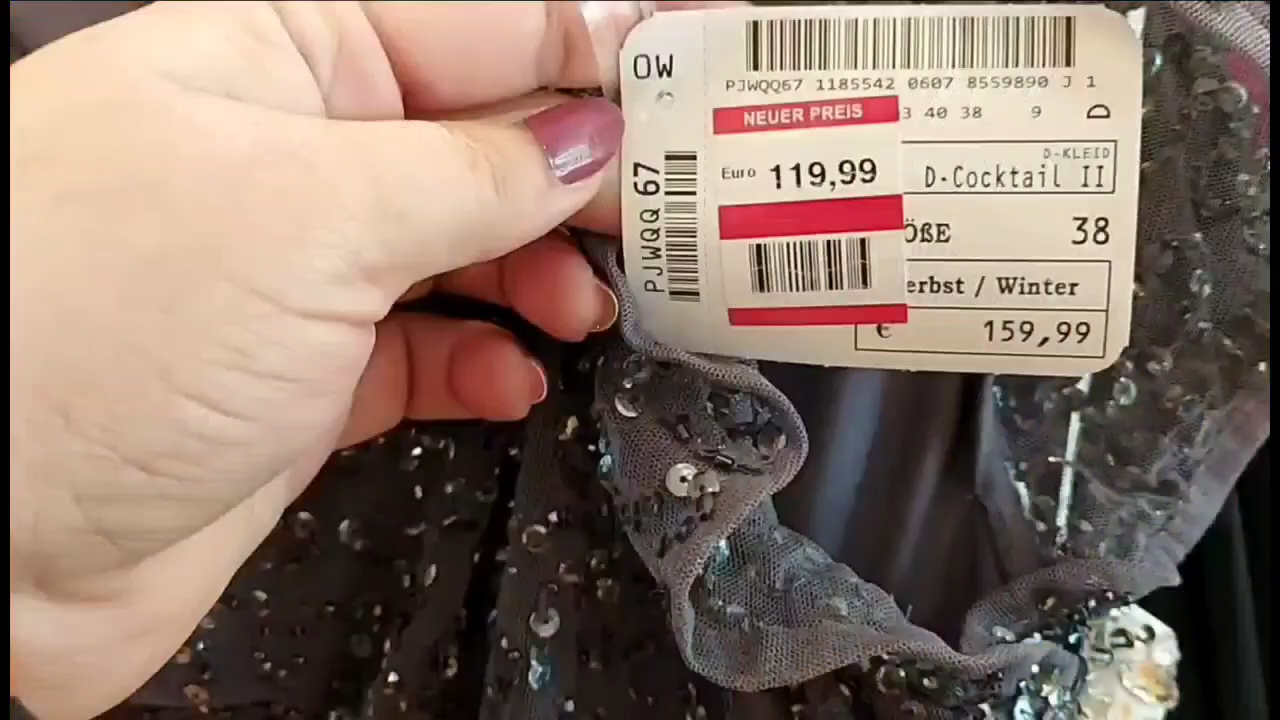 OW
PJWQQ67 1185542 0607 8559890 J 1
NEUER PREIS
3 40 38 9 D
D-KLEID
Euro 119,99
D-Cocktail II
PJWQQ 67
ÖßE 38
erbst / Winter
€ 159,99